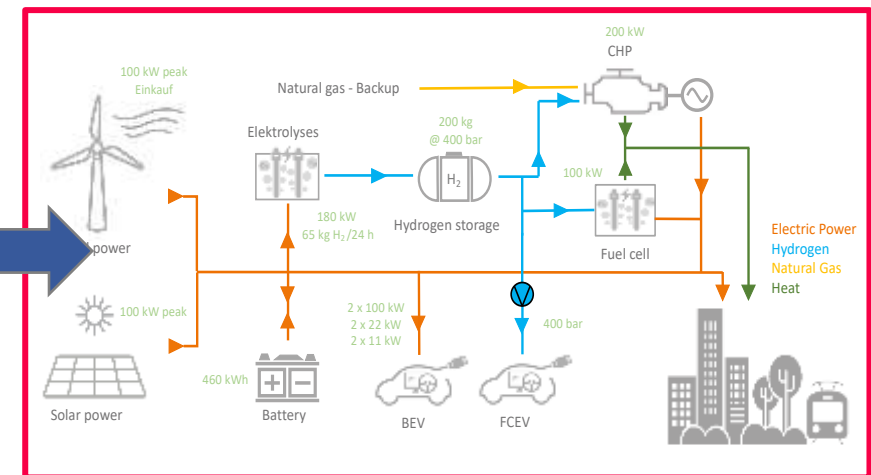 200 kW
CHP
100 kW peak
Einkauf
Natural gas - Backup
200 kg
@ 400 bar
Elektrolyses
H₂
100 kW
Hydrogen storage
180 kW
65 kg H₂ /24 h
Fuel cell
Electric Power
Hydrogen
Natural Gas
Heat
power
100 kW peak
2 x 100 kW
2 x 22 kW
2 x 11 kW
400 bar
460 kWh
Solar power
Battery
BEV
FCEV